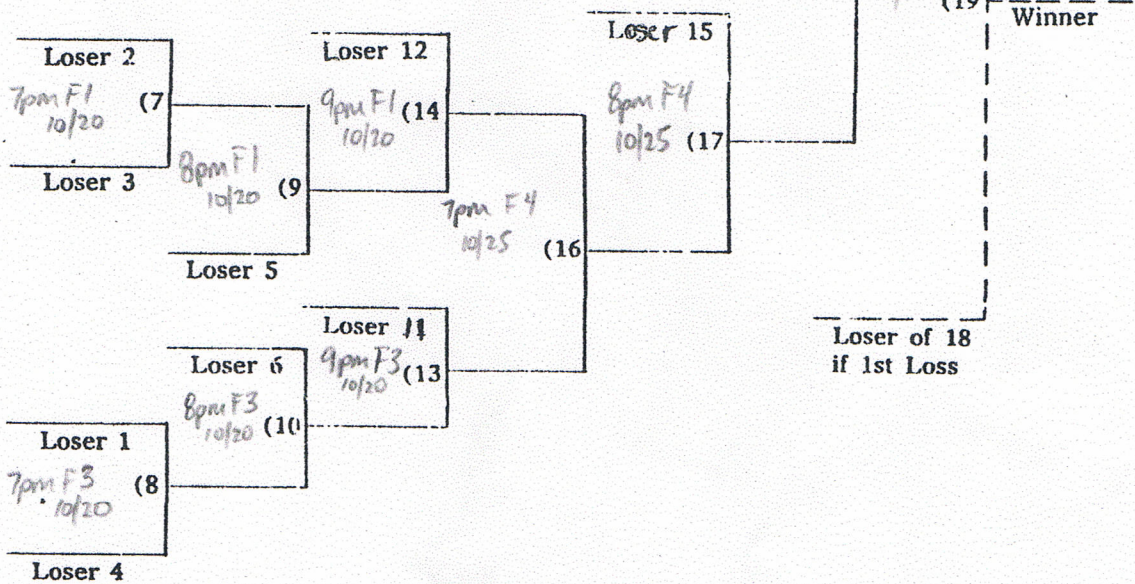 (19
Winner
Loser 2
7pm F1
10/20
(7
Loser 3
8pm F1
10/20
(9
Loser 5
Loser 12
9pm F1
10/20
(14
7pm F4
10/25
(16
Loser 15
8pm F4
10/25
(17
Loser 11
9pm F3
10/20
(13
Loser 6
8pm F3
10/20
(10
Loser 1
7pm F3
10/20
(8
Loser 4
Loser of 18
if 1st Loss